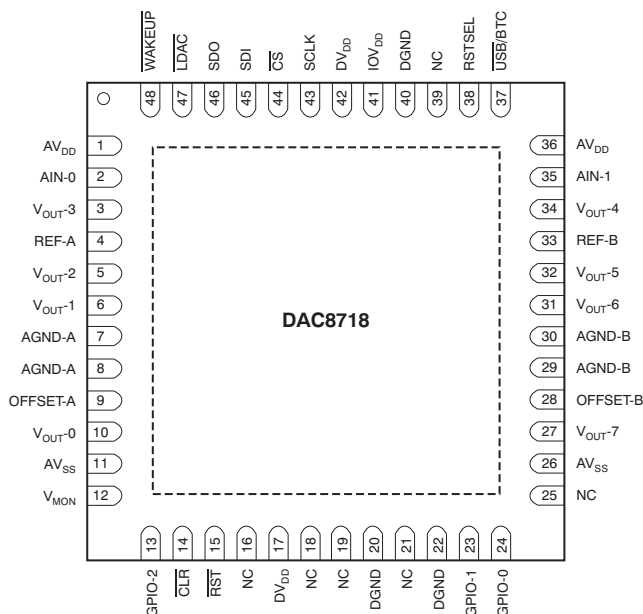 WAKEUP
LDAC
SDO
SDI
CS
SCLK
DVDD
IOVDD
DGND
NC
RSTSEL
USB/BTC
48
47
46
45
44
43
42
41
40
39
38
37
AVDD 1
AIN-0 2
VOUT-3 3
REF-A 4
VOUT-2 5
VOUT-1 6
AGND-A 7
AGND-A 8
OFFSET-A 9
VOUT-0 10
AVSS 11
VMON 12
DAC8718
36 AVDD
35 AIN-1
34 VOUT-4
33 REF-B
32 VOUT-5
31 VOUT-6
30 AGND-B
29 AGND-B
28 OFFSET-B
27 VOUT-7
26 AVSS
25 NC
13
14
15
16
17
18
19
20
21
22
23
24
GPIO-2
CLR
RST
NC
DVDD
NC
NC
DGND
NC
DGND
GPIO-1
GPIO-0